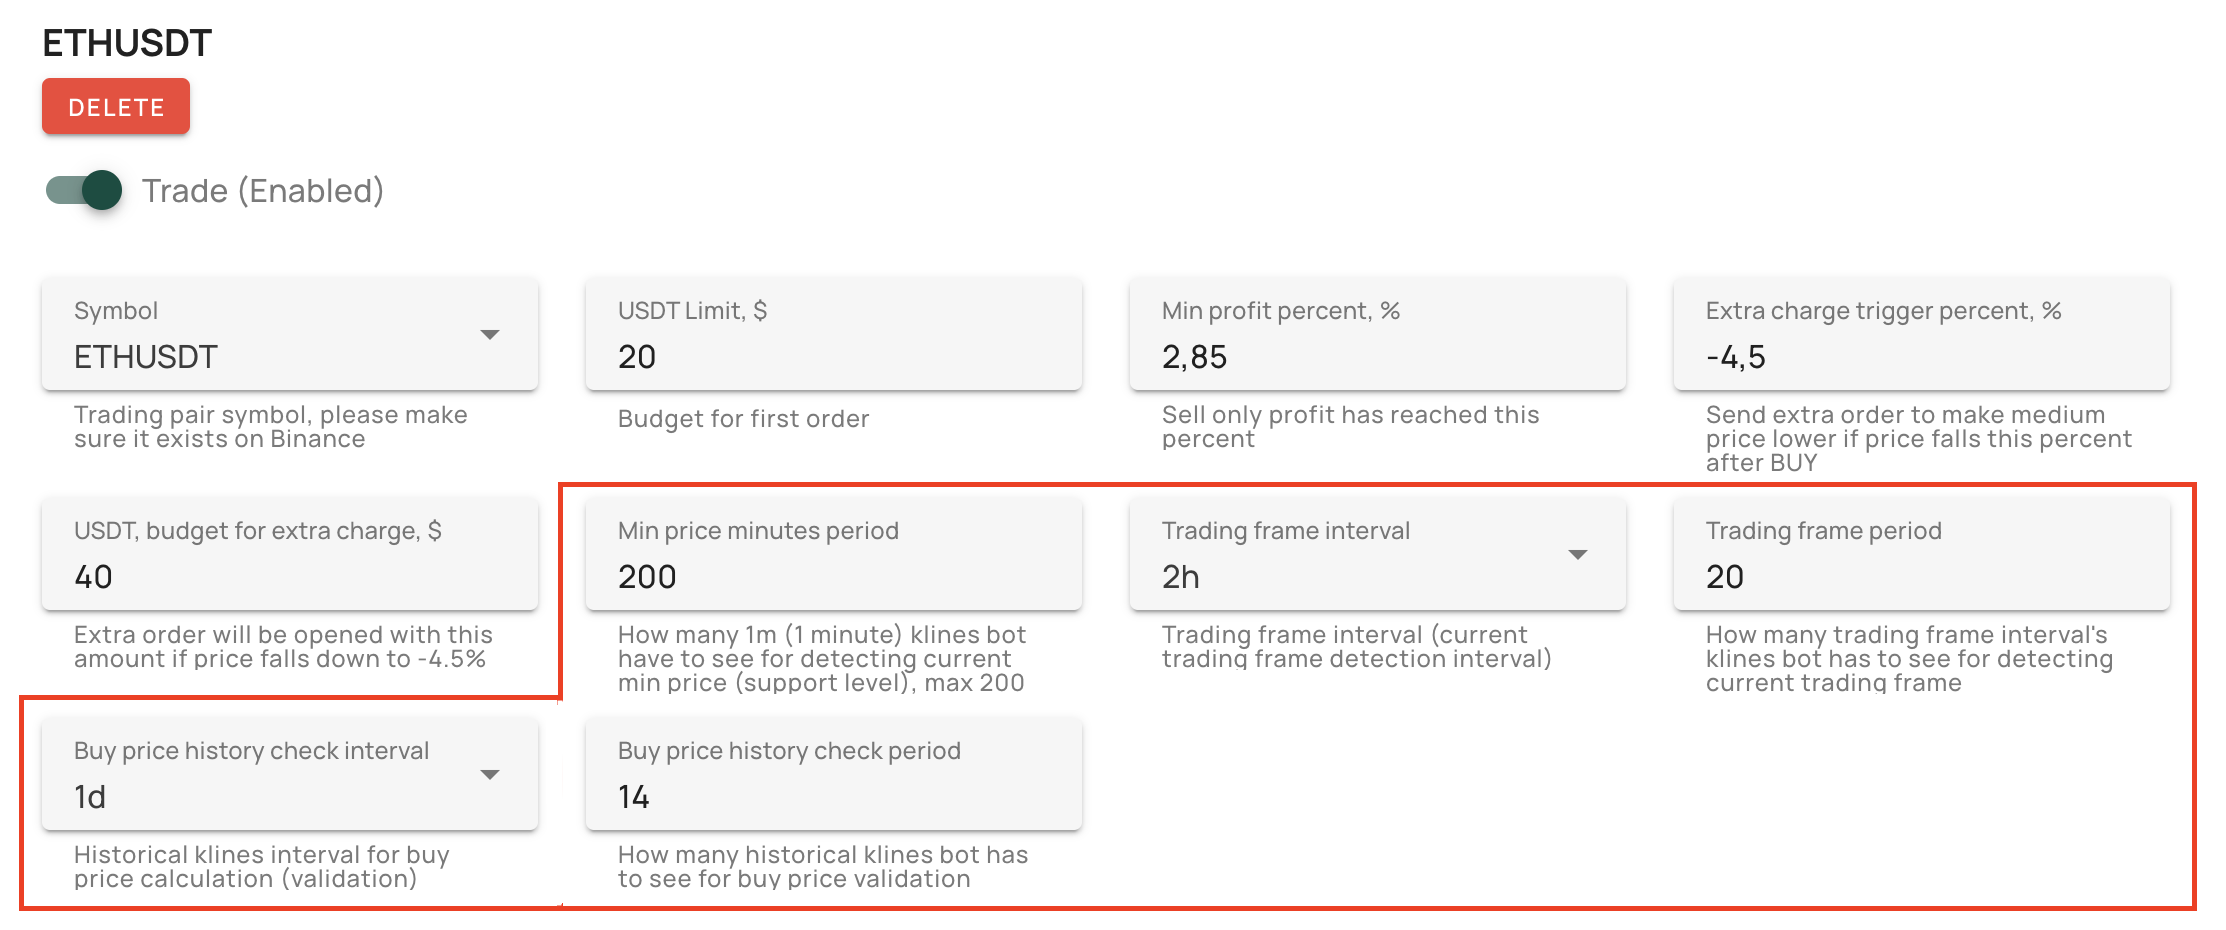 ETHUSDT
DELETE
Trade (Enabled)
Symbol
ETHUSDT
Trading pair symbol, please make
sure it exists on Binance
USDT Limit, $
20
Budget for first order
Min profit percent, %
2,85
Sell only profit has reached this
percent
Extra charge trigger percent, %
-4,5
Send extra order to make medium
price lower if price falls this percent
after BUY
USDT, budget for extra charge, $
40
Extra order will be opened with this
amount if price falls down to -4.5%
Min price minutes period
200
How many 1m (1 minute) klines bot
have to see for detecting current
min price (support level), max 200
Trading frame interval
2h
Trading frame interval (current
trading frame detection interval)
Trading frame period
20
How many trading frame interval's
klines bot has to see for detecting
current trading frame
Buy price history check interval
1d
Historical klines interval for buy
price calculation (validation)
Buy price history check period
14
How many historical klines bot has
to see for buy price validation